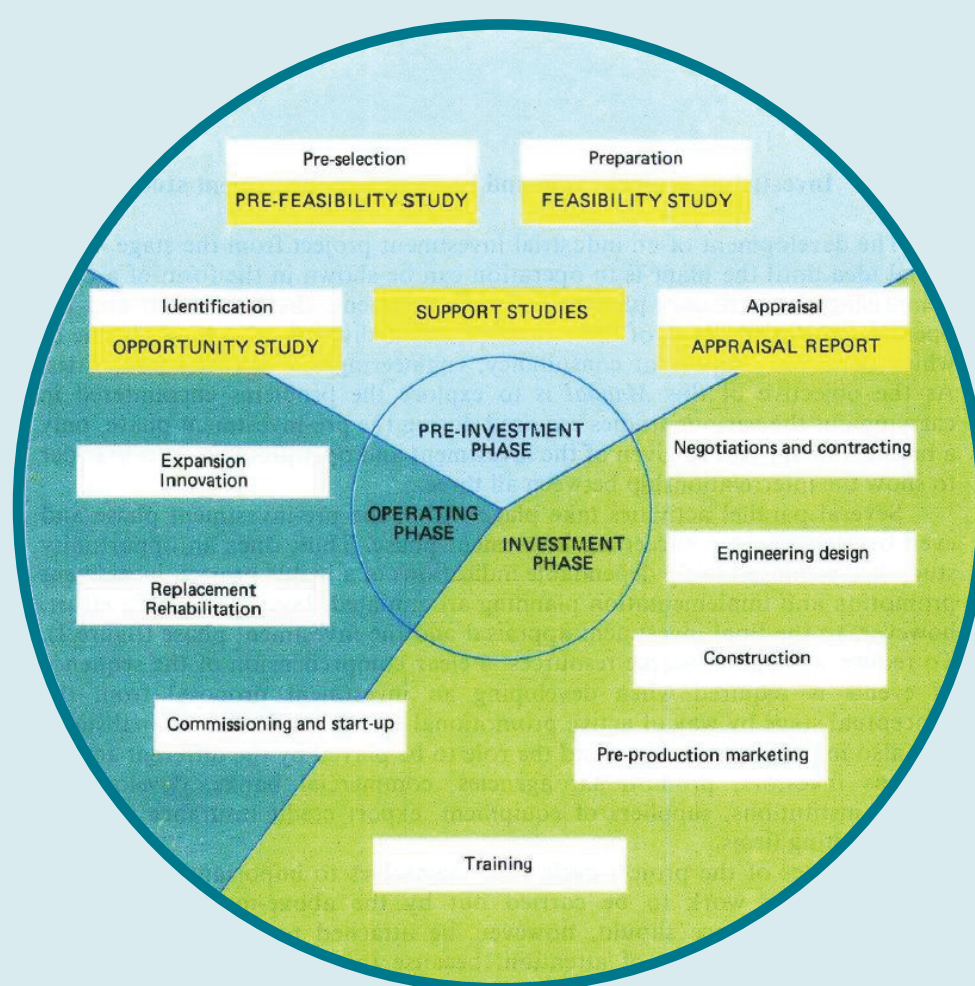 Pre-selection
PRE-FEASIBILITY STUDY
Preparation
FEASIBILITY STUDY
Identification
OPPORTUNITY STUDY
SUPPORT STUDIES
Appraisal
APPRAISAL REPORT
PRE-INVESTMENT
PHASE
OPERATING
PHASE
INVESTMENT
PHASE
Expansion
Innovation
Replacement
Rehabilitation
Commissioning and start-up
Negotiations and contracting
Engineering design
Construction
Pre-production marketing
Training